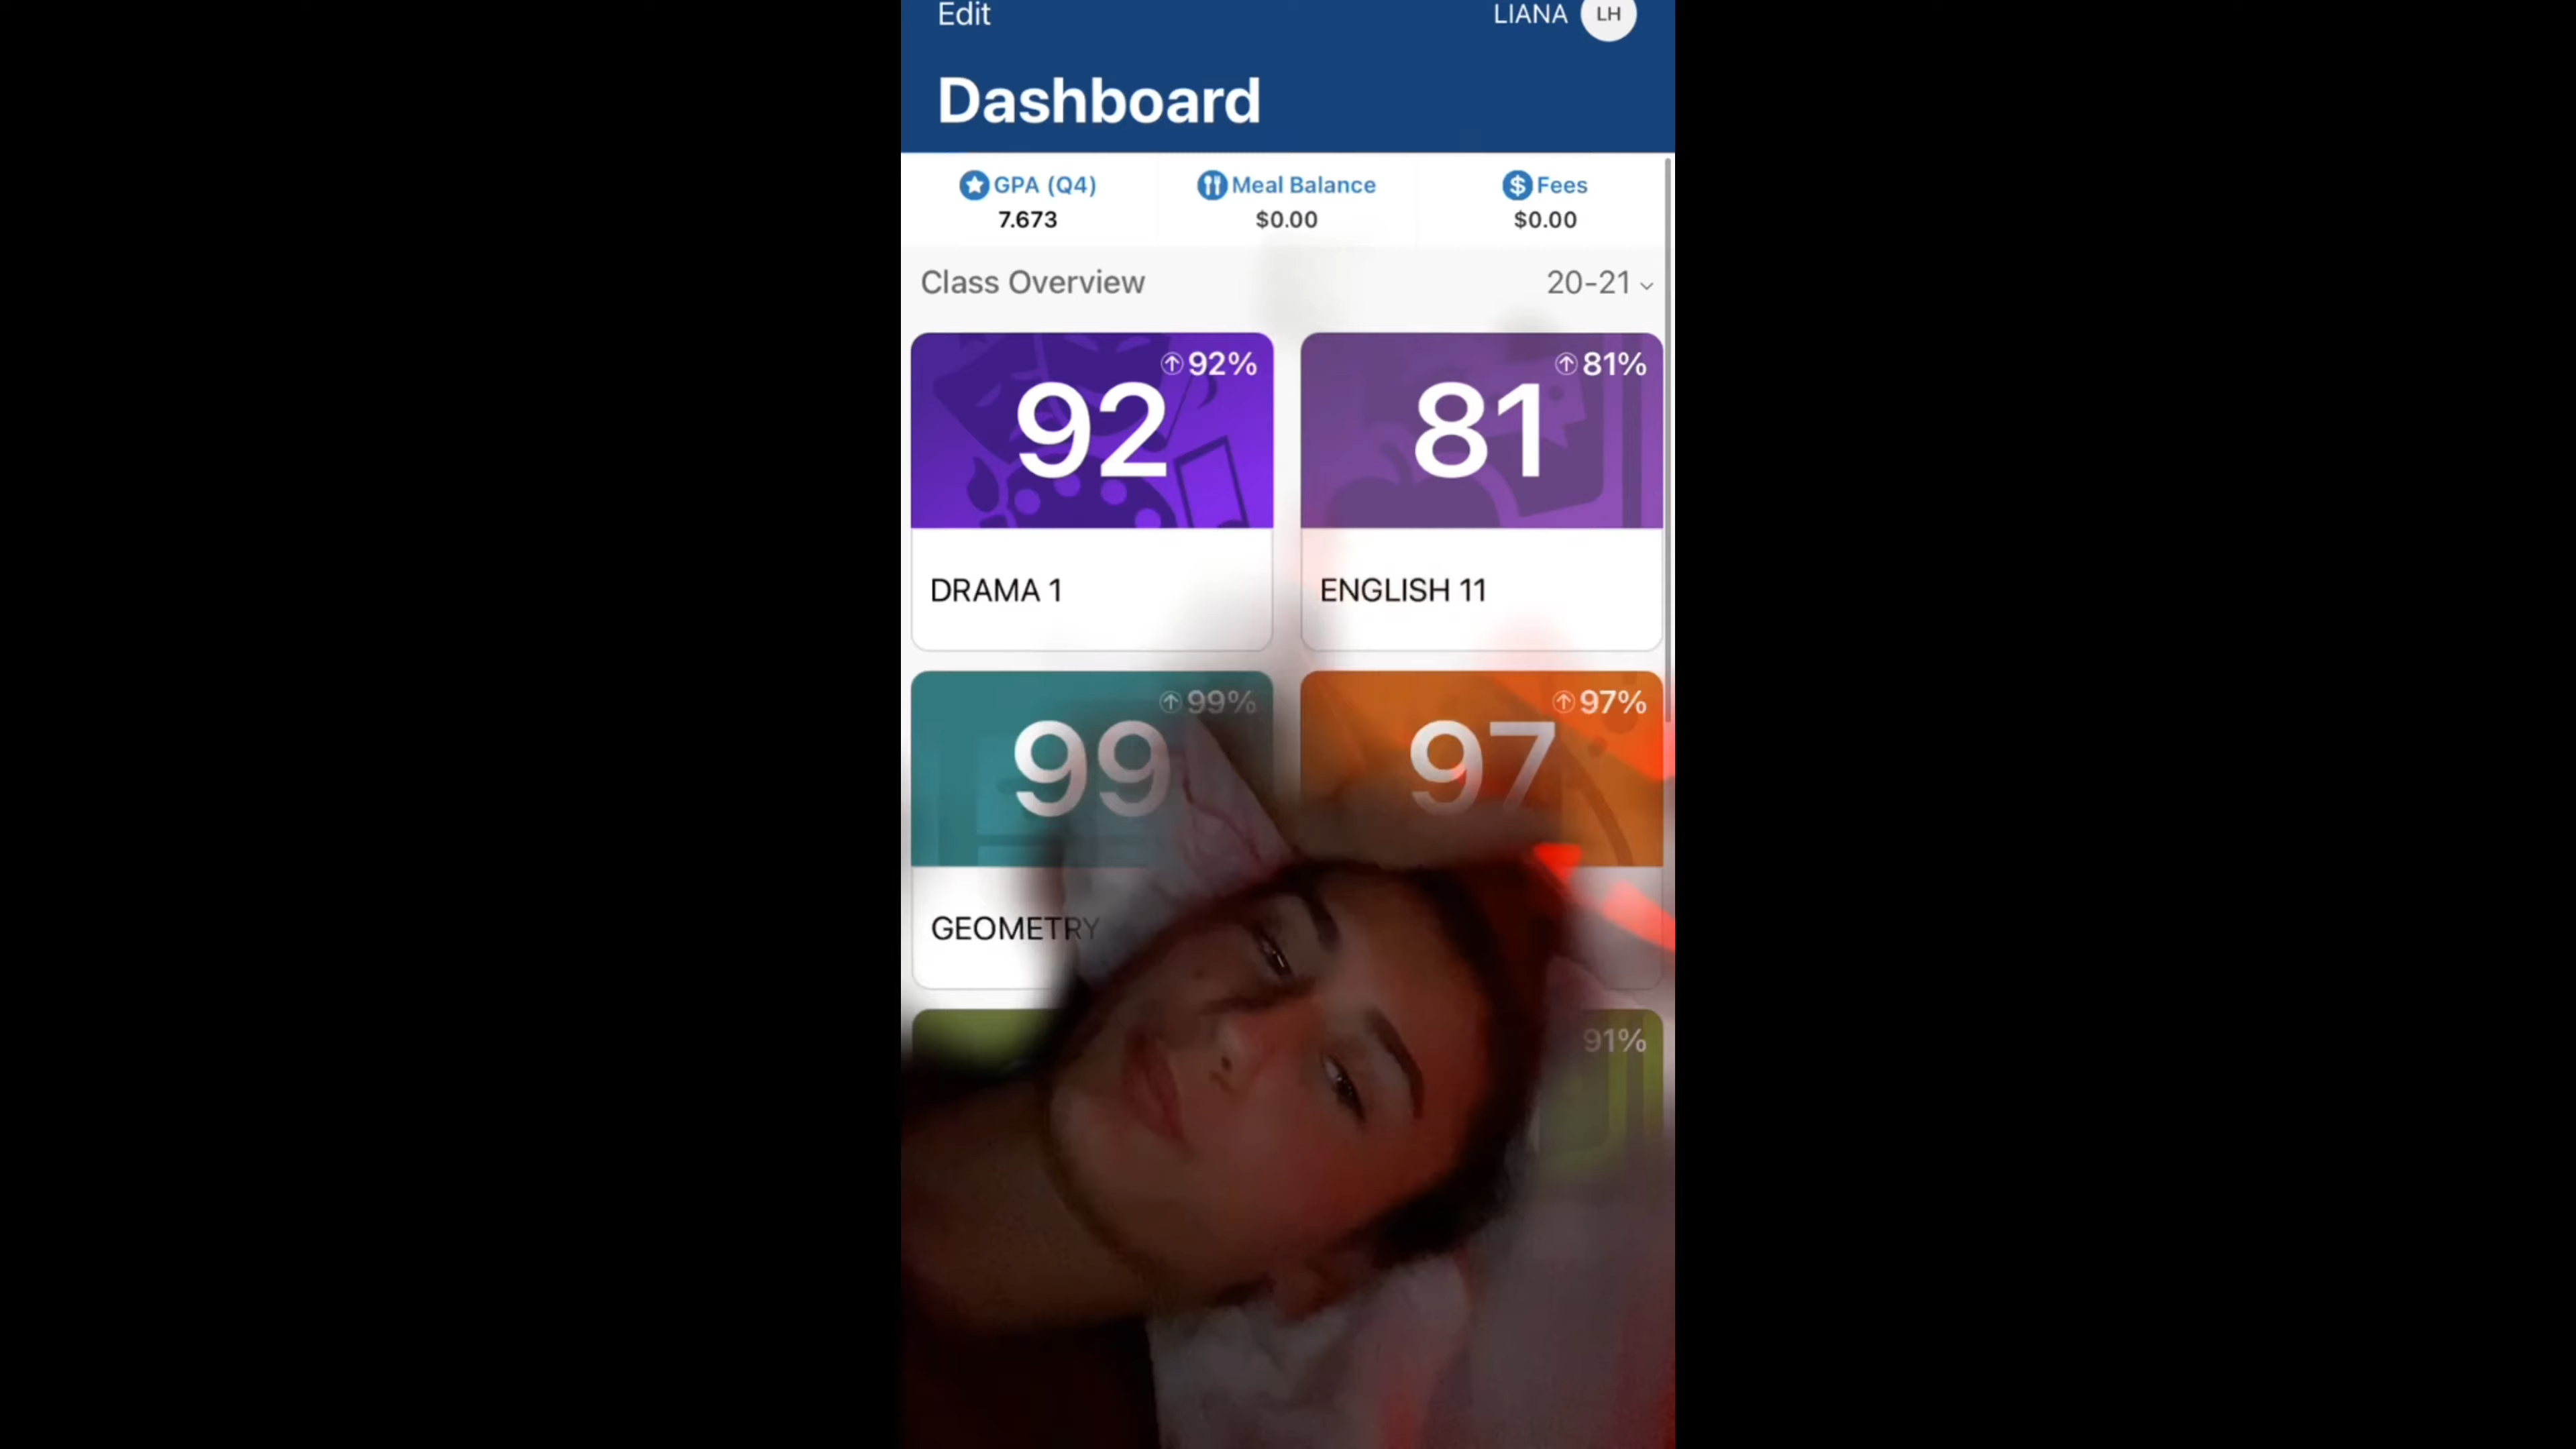 Edit
LIANA LH
Dashboard
GPA (Q4) Meal Balance Fees
7.673 $0.00 $0.00
Class Overview 20-21
92% 81%
92 81
DRAMA 1 ENGLISH 11
99% 97%
99 97
GEOMETRY
91%